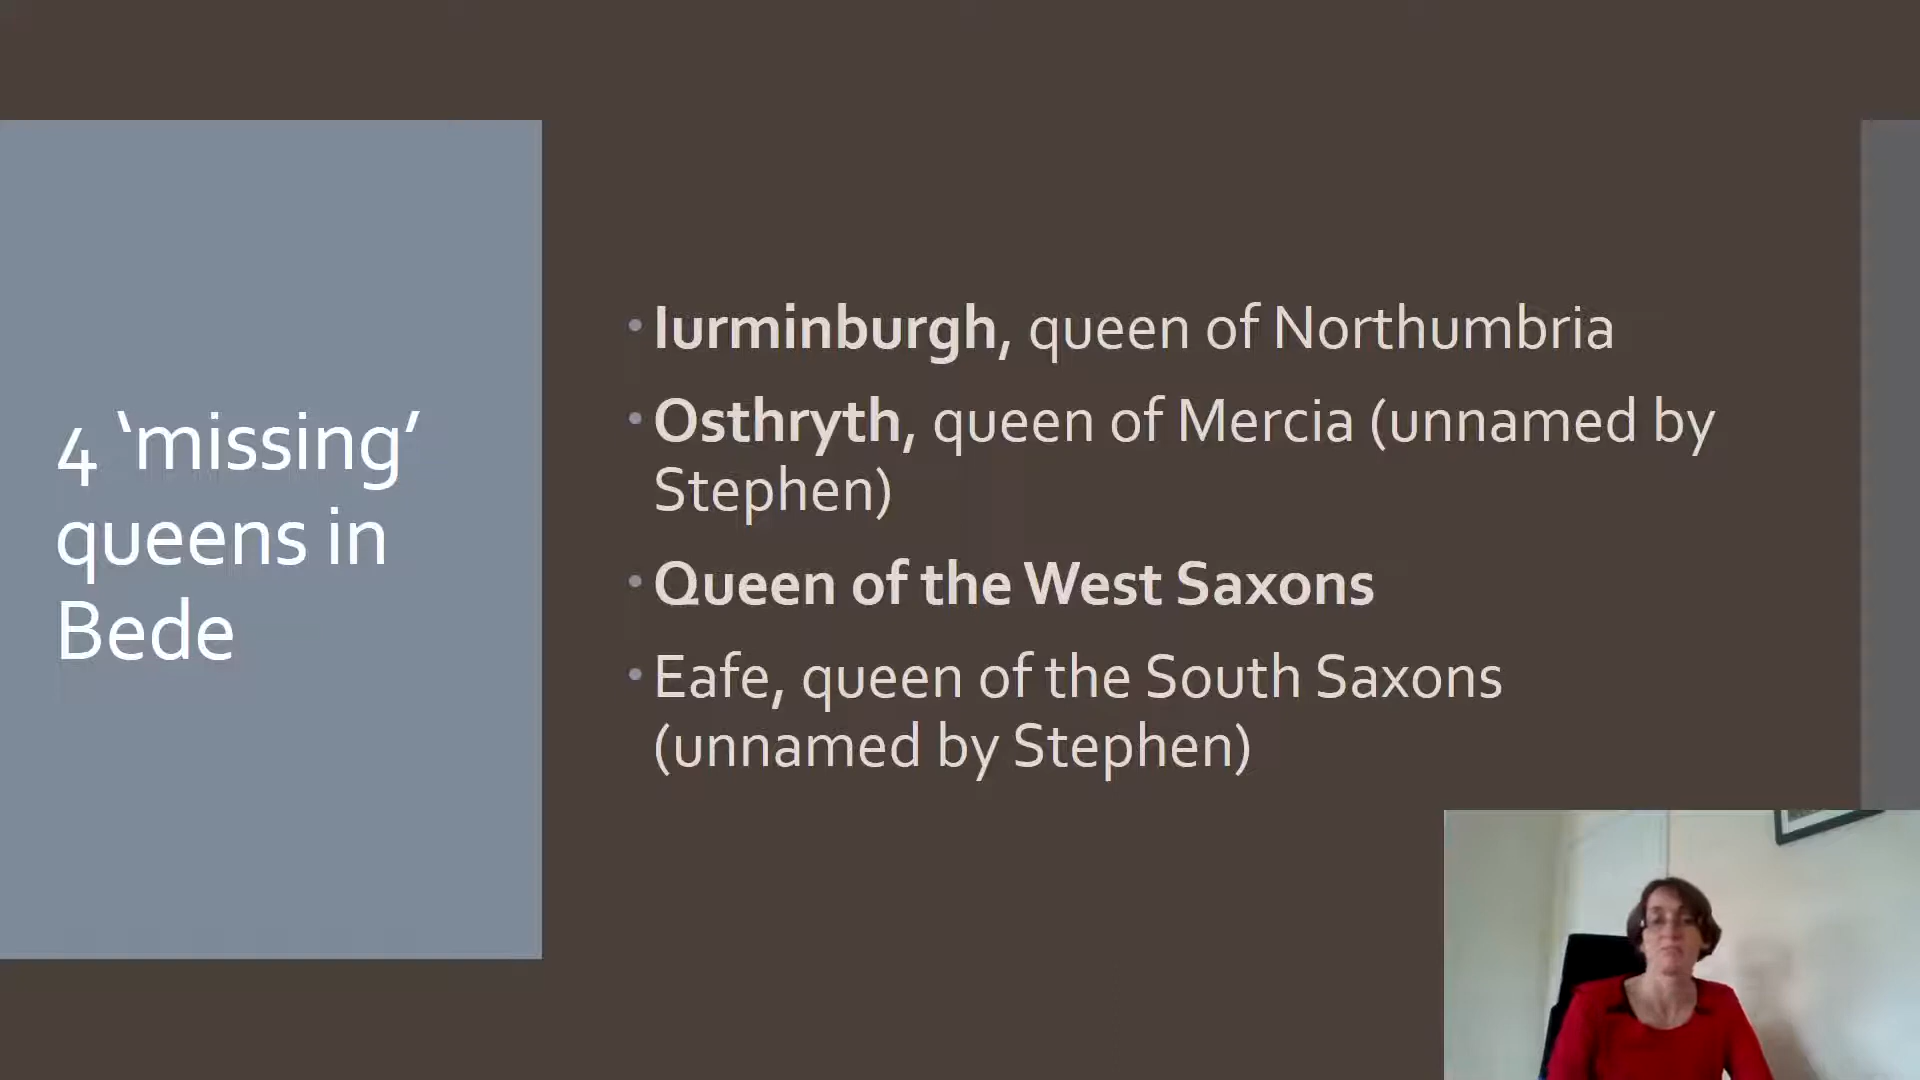 4 ‘missing’
queens in
Bede
• Iurminburgh, queen of Northumbria
• Osthryth, queen of Mercia (unnamed by
Stephen)
• Queen of the West Saxons
• Eafe, queen of the South Saxons
(unnamed by Stephen)